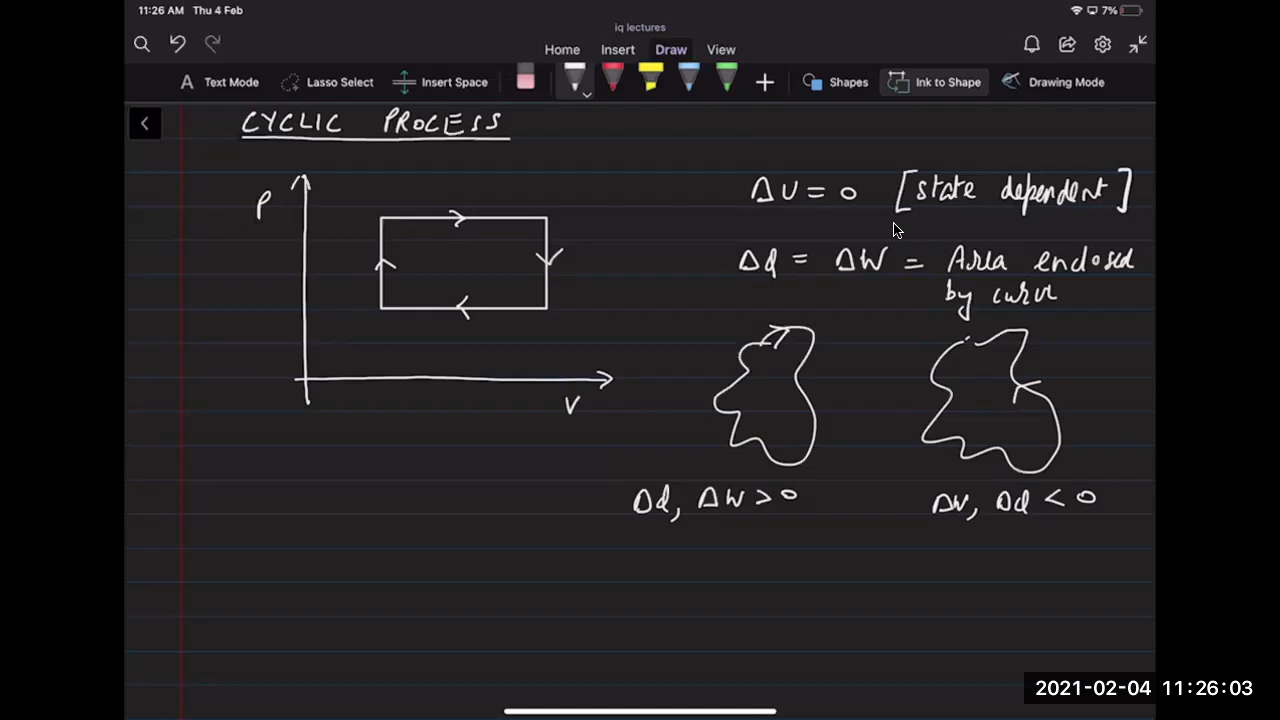 11:26 AM Thu 4 Feb
7%
iq lectures
Home Insert Draw View
A Text Mode Lasso Select Insert Space Shapes Ink to Shape Drawing Mode
CYCLIC PROCESS
P
V
ΔU = 0 [state dependent]
ΔQ = ΔW = Area enclosed
by curve
ΔQ, ΔW > 0
ΔW, ΔQ < 0
2021-02-04 11:26:03